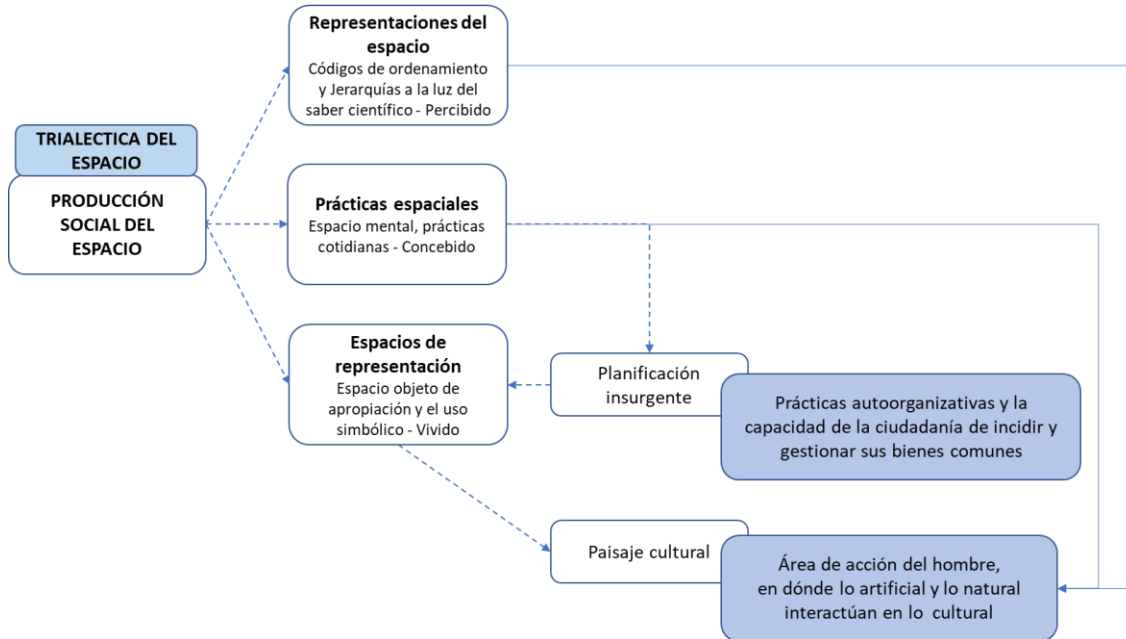 Representaciones del
espacio
Códigos de ordenamiento
y Jerarquías a la luz del
saber científico - Percibido
TRIALECTICA DEL
ESPACIO
PRODUCCIÓN
SOCIAL DEL
ESPACIO
Prácticas espaciales
Espacio mental, prácticas
cotidianas - Concebido
Espacios de
representación
Espacio objeto de
apropiación y el uso
simbólico - Vivido
Planificación
insurgente
Prácticas autoorganizativas y la
capacidad de la ciudadanía de incidir y
gestionar sus bienes comunes
Paisaje cultural
Área de acción del hombre,
en dónde lo artificial y lo natural
interactúan en lo cultural